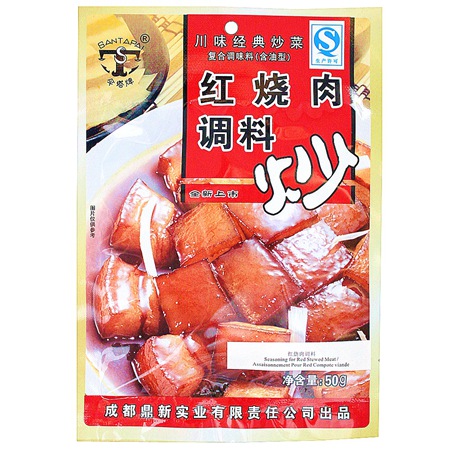 SANTAPAI
S
®
川味经典炒菜
复合调味料(含油型)
生产许可
红烧肉
调料
炒
全新上市
图片仅供参考
红烧肉调料
Seasoning for Red Stewed Meat /
Assaisonnement Pour Red Compote viande
净含量:50g
成都鼎新实业有限责任公司出品